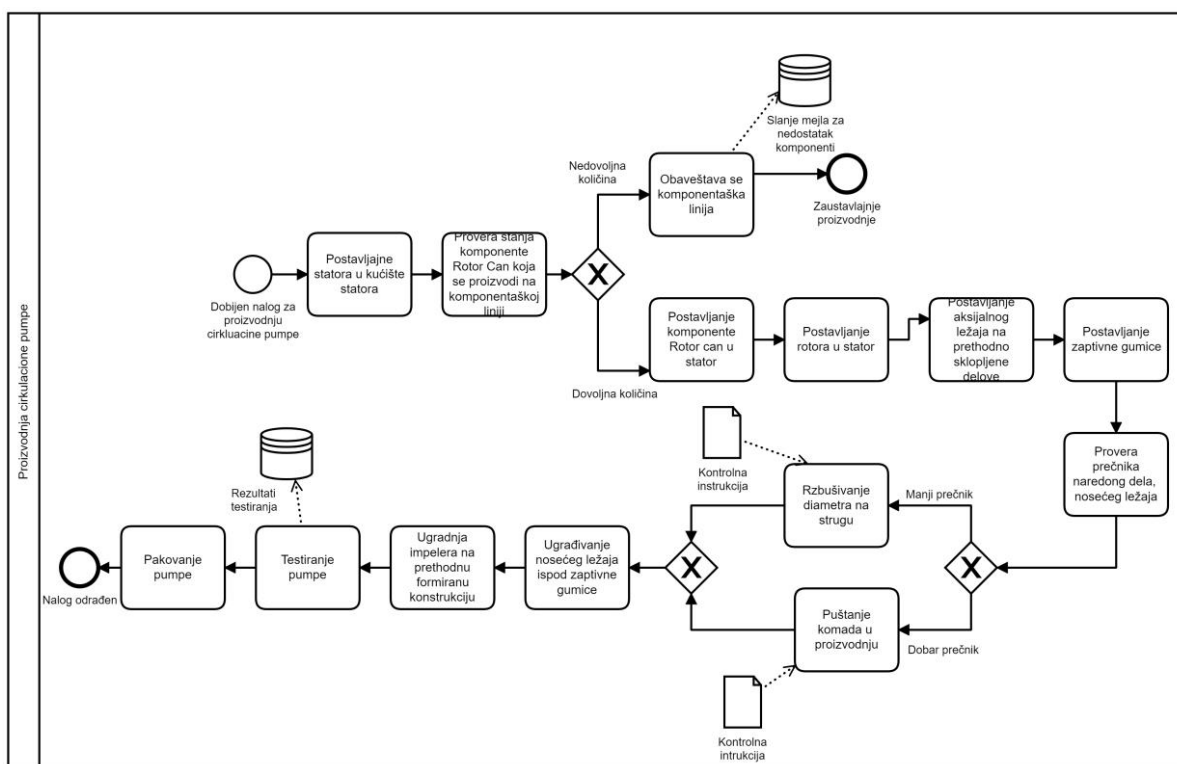 Proizvodnja cirkulacione pumpe
Slanje mejla za
nedostatak
komponenti
Nedovoljna
količina
Obaveštava se
komponentaška
linija
Zaustavlajnje
proizvodnje
Postavljajne
statora u kućište
statora
Provera stanja
komponente
Rotor Can koja
se proizvodi na
komponentaškoj
liniji
X
Dobijen nalog za
proizvodnju
cirkluacine pumpe
Postavljanje
komponente
Rotor can u
stator
Postavljanje
rotora u stator
Postavljanje
aksijalnog
ležaja na
prethodno
sklopljene
delove
Postavljanje
zaptivne gumice
Dovoljna količina
Kontrolna
instrukcija
Rzbušivanje
diametra na
strugu
Manji prečnik
Provera
prečnika
naredong dela,
nosećeg ležaja
Rezultati
testiranja
Nalog odrađen
Pakovanje
pumpe
Testiranje
pumpe
Ugradnja
impelera na
prethodnu
formiranu
konstrukciju
Ugrađivanje
nosećeg ležaja
ispod zaptivne
gumice
X
X
Puštanje
komada u
proizvodnju
Dobar prečnik
Kontrolna
intrukcija